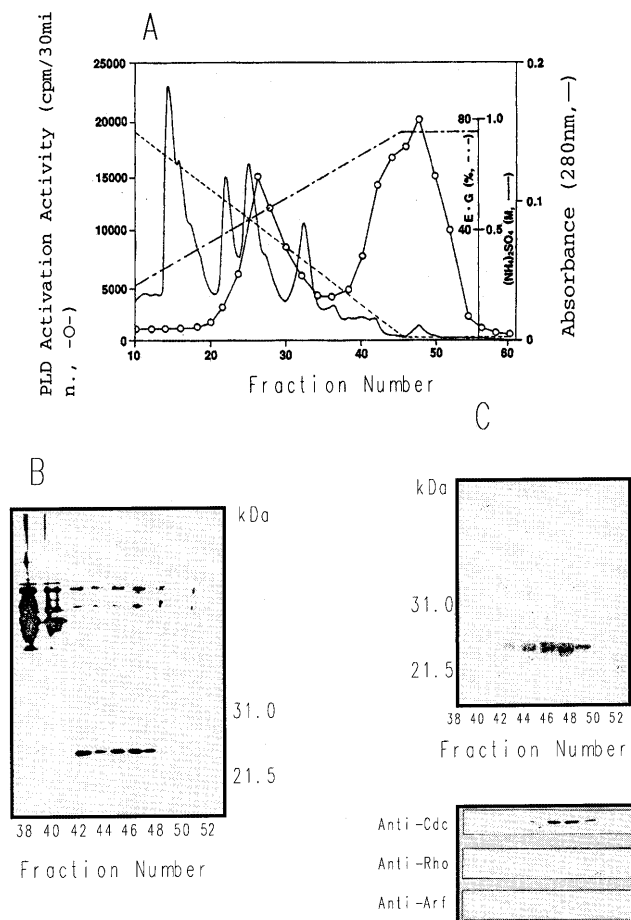 A
PLD Activation Activity (cpm/30mi
n., -O-)
25000
20000
15000
10000
5000
0
10 20 30 40 50 60
Fraction Number
80
40
E·G (%, -·-)
1.0
0.5
(NH₄)₂SO₄ (M, ----)
0.2
0.1
0
Absorbance (280nm,—)
B
kDa
31.0
21.5
38 40 42 44 46 48 50 52
Fraction Number
C
kDa
31.0
21.5
38 40 42 44 46 48 50 52
Fraction Number
Anti-Cdc
Anti-Rho
Anti-Arf